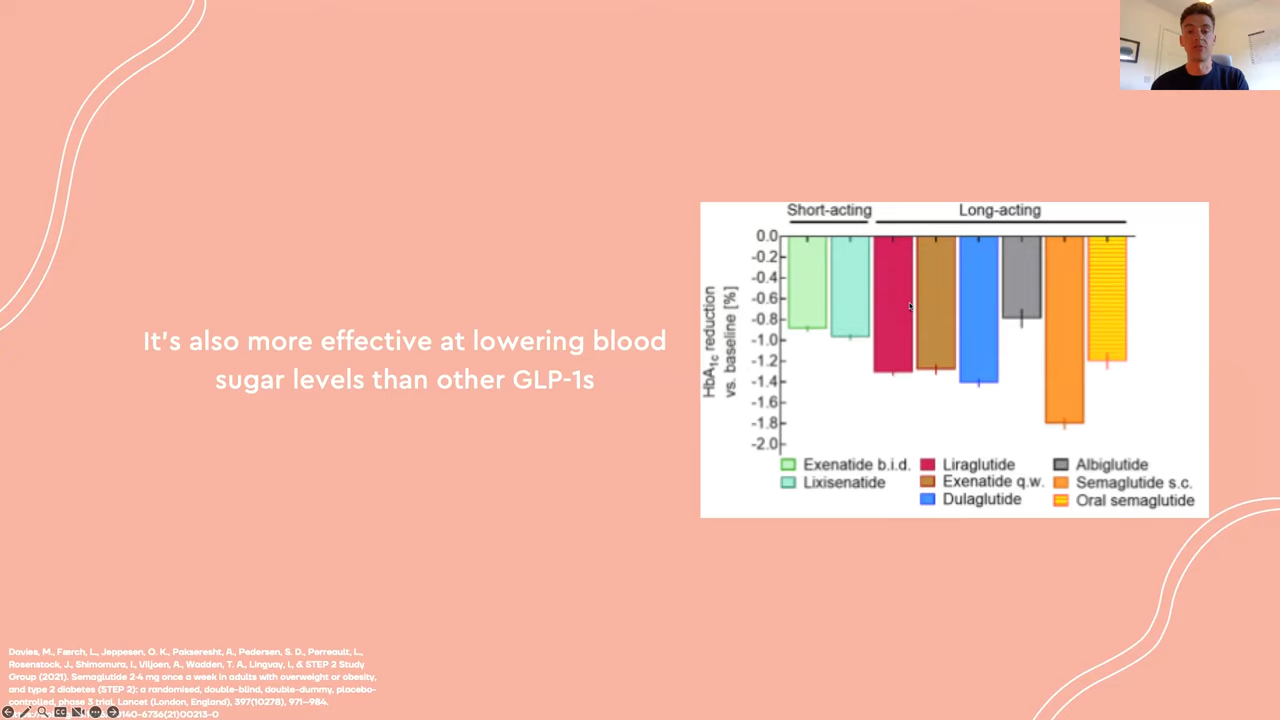 Short-acting
Long-acting
0.0
-0.2
-0.4
-0.6
-0.8
-1.0
-1.2
-1.4
-1.6
-1.8
-2.0
HbA1c reduction
vs. baseline [%]
Exenatide b.i.d.
Lixisenatide
Liraglutide
Exenatide q.w.
Dulaglutide
Albiglutide
Semaglutide s.c.
Oral semaglutide
It's also more effective at lowering blood
sugar levels than other GLP-1s
Davies, M., Færch, L., Jeppesen, O. K., Pakseresht, A., Pedersen, S. D., Perreault, L.,
Rosenstock, J., Shimomura, I., Viljoen, A., Wadden, T. A., Lingvay, I., & STEP 2 Study
Group (2021). Semaglutide 2·4 mg once a week in adults with overweight or obesity,
and type 2 diabetes (STEP 2): a randomised, double-blind, double-dummy, placebo-
controlled, phase 3 trial. Lancet (London, England), 397(10278), 971–984.
0140-6736(21)00213-0